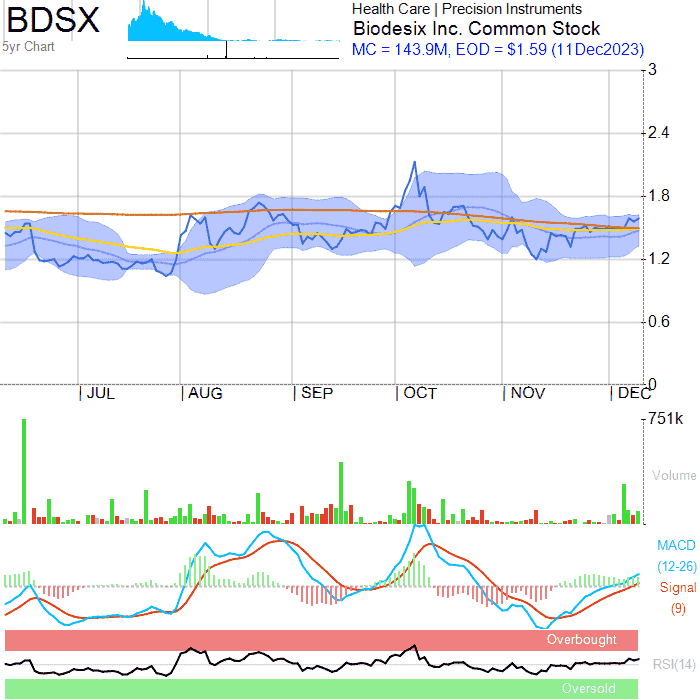 BDSX
5yr Chart
Health Care | Precision Instruments
Biodesix Inc. Common Stock
MC = 143.9M, EOD = $1.59 (11Dec2023)
3
2.4
1.8
1.2
0.6
0
| JUL | AUG | SEP | OCT | NOV | DEC
751k
Volume
MACD
(12-26)
Signal
(9)
Overbought
RSI(14)
Oversold